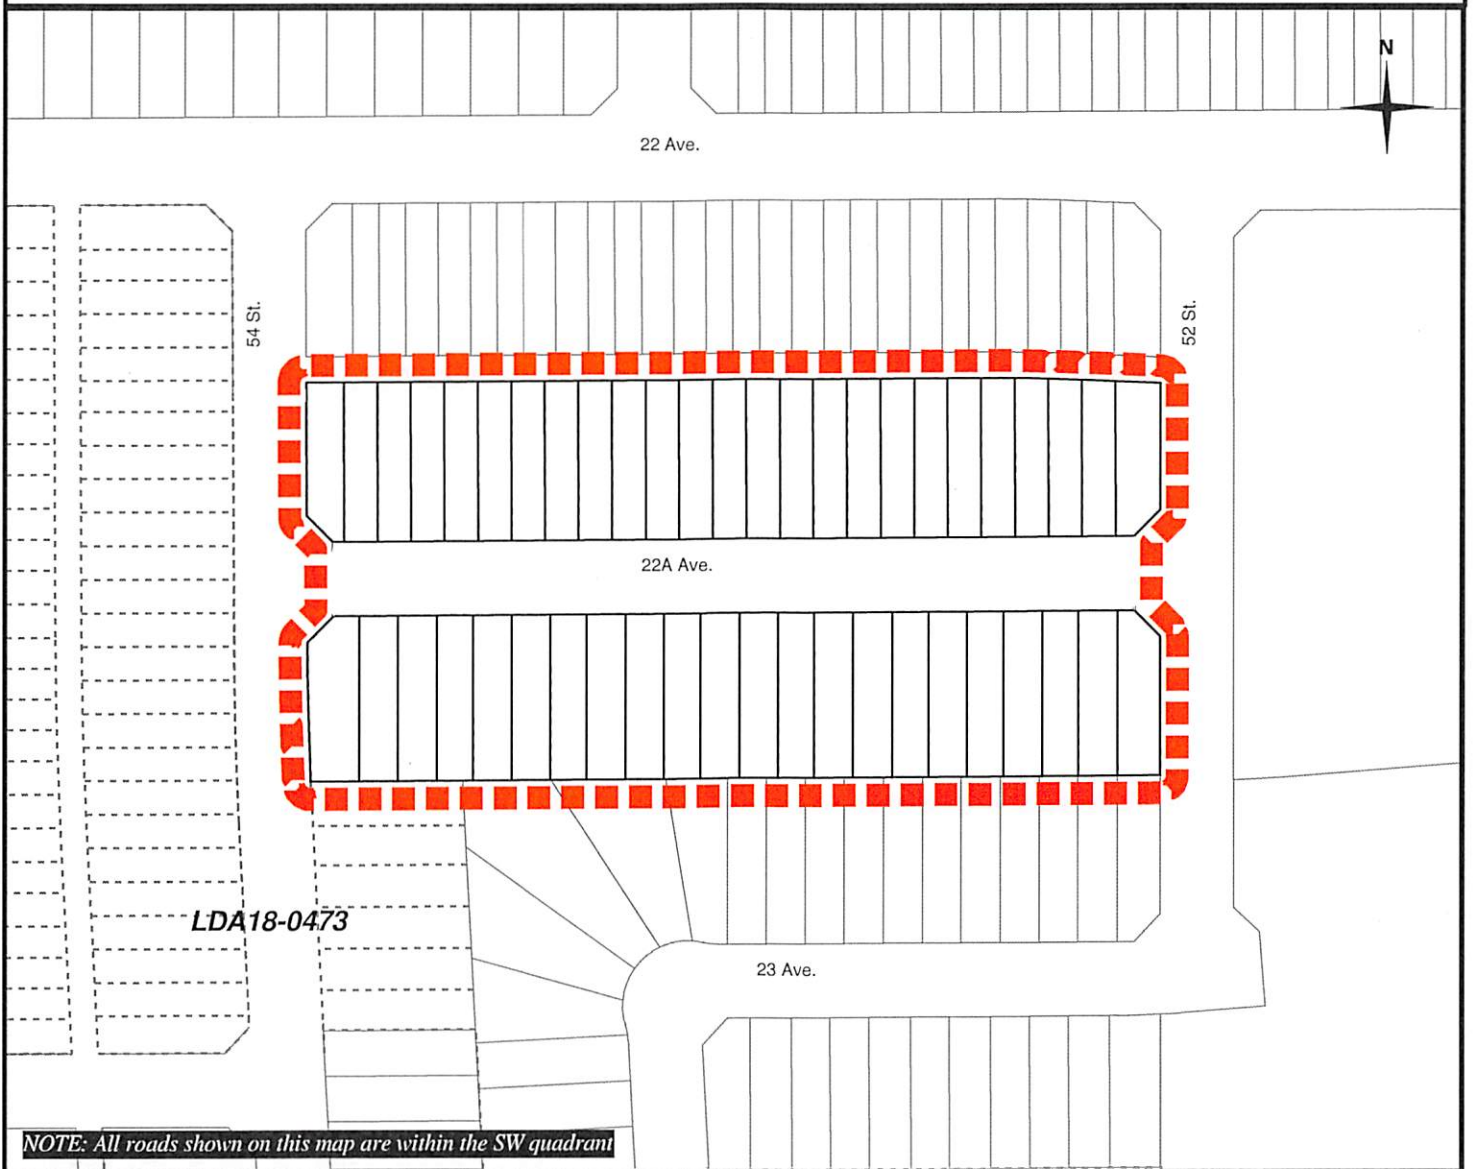 N
22 Ave.
54 St.
52 St.
22A Ave.
LDA18-0473
23 Ave.
NOTE: All roads shown on this map are within the SW quadrant